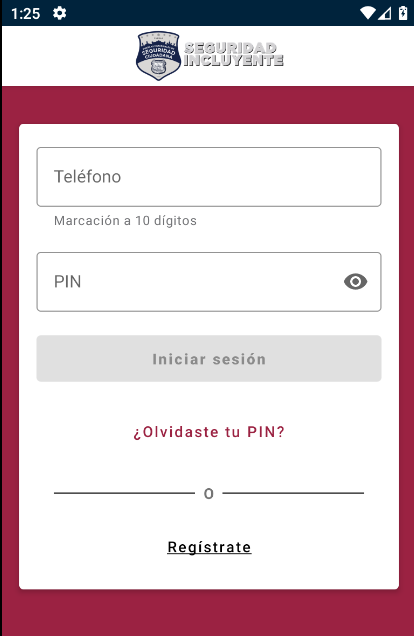 1:25
SEGURIDAD
INCLUYENTE
SEGURIDAD
CIUDADANA
Teléfono
Marcación a 10 dígitos
PIN
Iniciar sesión
¿Olvidaste tu PIN?
O
Regístrate